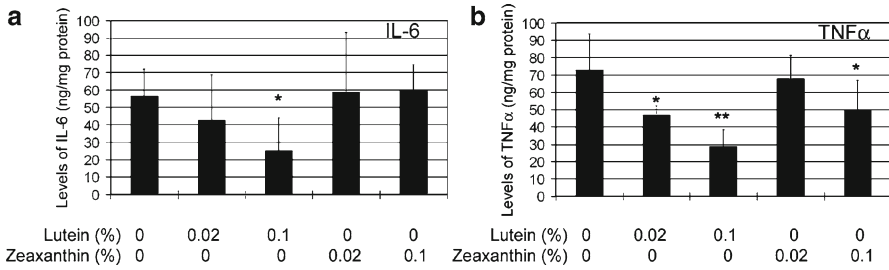 a
IL-6
Levels of IL-6 (ng/mg protein)
100
90
80
70
60
50
40
30
20
10
0
*
Lutein (%) 0 0.02 0.1 0 0
Zeaxanthin (%) 0 0 0 0.02 0.1
b
TNFα
Levels of TNFα (ng/mg protein)
100
90
80
70
60
50
40
30
20
10
0
*
**
*
Lutein (%) 0 0.02 0.1 0 0
Zeaxanthin (%) 0 0 0 0.02 0.1